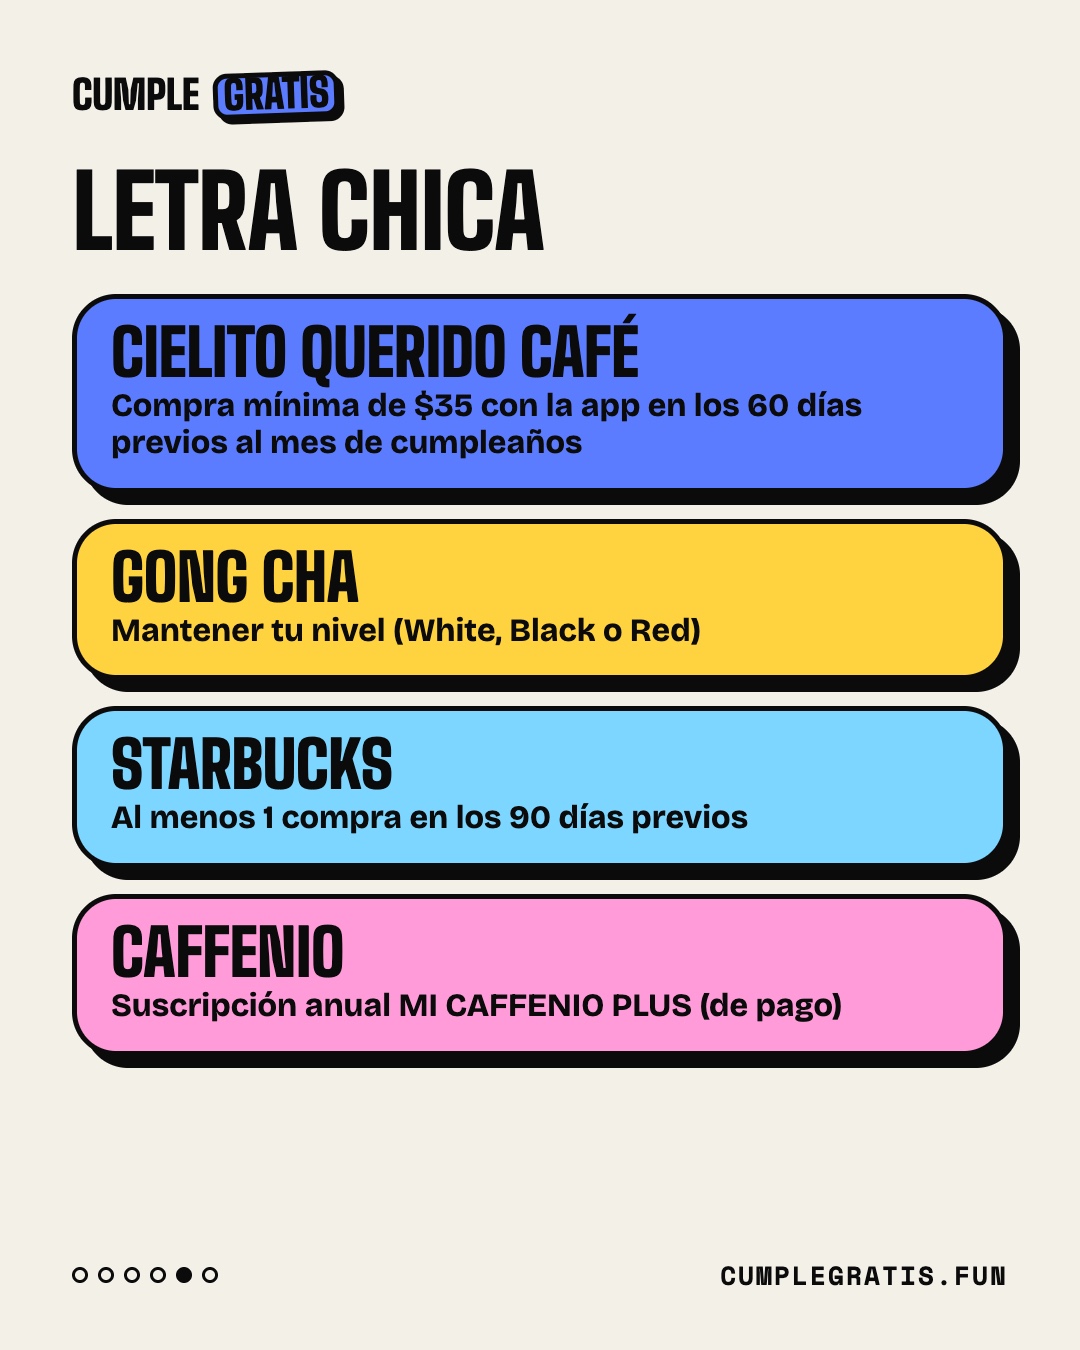 CUMPLE GRATIS
LETRA CHICA
CIELITO QUERIDO CAFÉ
Compra mínima de $35 con la app en los 60 días
previos al mes de cumpleaños
GONG CHA
Mantener tu nivel (White, Black o Red)
STARBUCKS
Al menos 1 compra en los 90 días previos
CAFFENIO
Suscripción anual MI CAFFENIO PLUS (de pago)
CUMPLEGRATIS.FUN